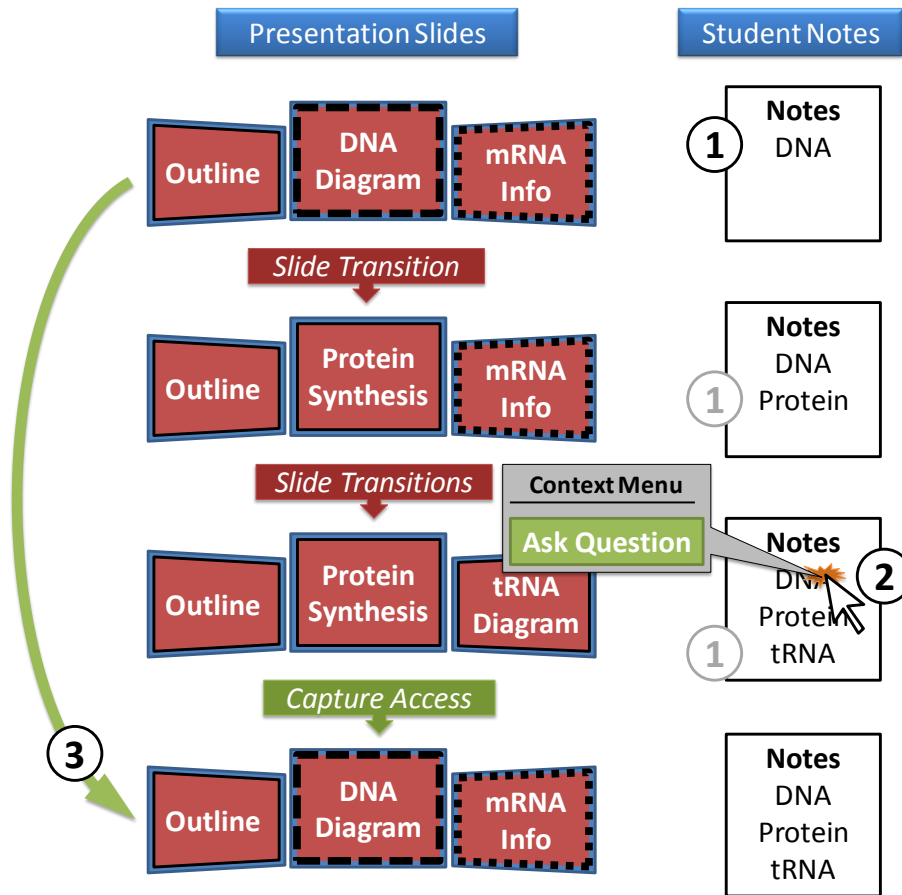 Presentation Slides
Student Notes
Outline
DNA
Diagram
mRNA
Info
1
Notes
DNA
Slide Transition
Outline
Protein
Synthesis
mRNA
Info
1
Notes
DNA
Protein
Slide Transitions
Context Menu
Ask Question
Outline
Protein
Synthesis
tRNA
Diagram
Notes
DNA
Protein
tRNA
2
1
Capture Access
3
Outline
DNA
Diagram
mRNA
Info
Notes
DNA
Protein
tRNA